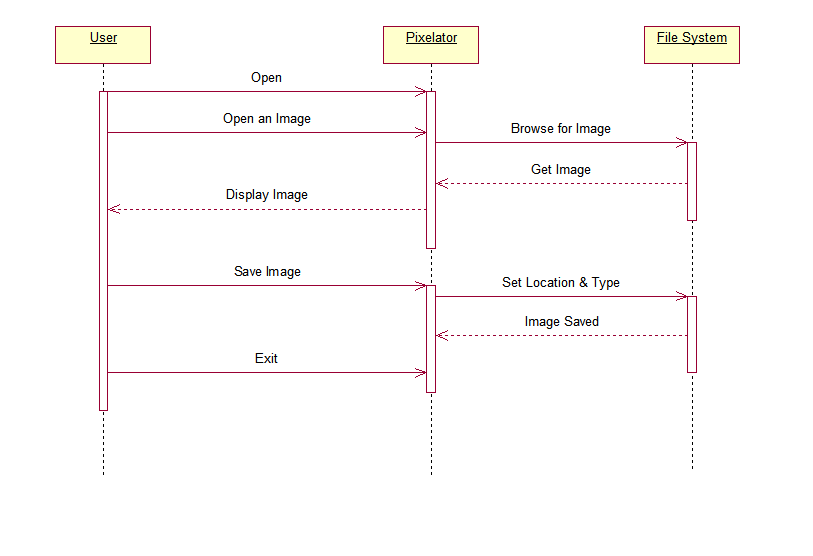 User
Pixelator
File System
Open
Open an Image
Browse for Image
Get Image
Display Image
Save Image
Set Location & Type
Image Saved
Exit